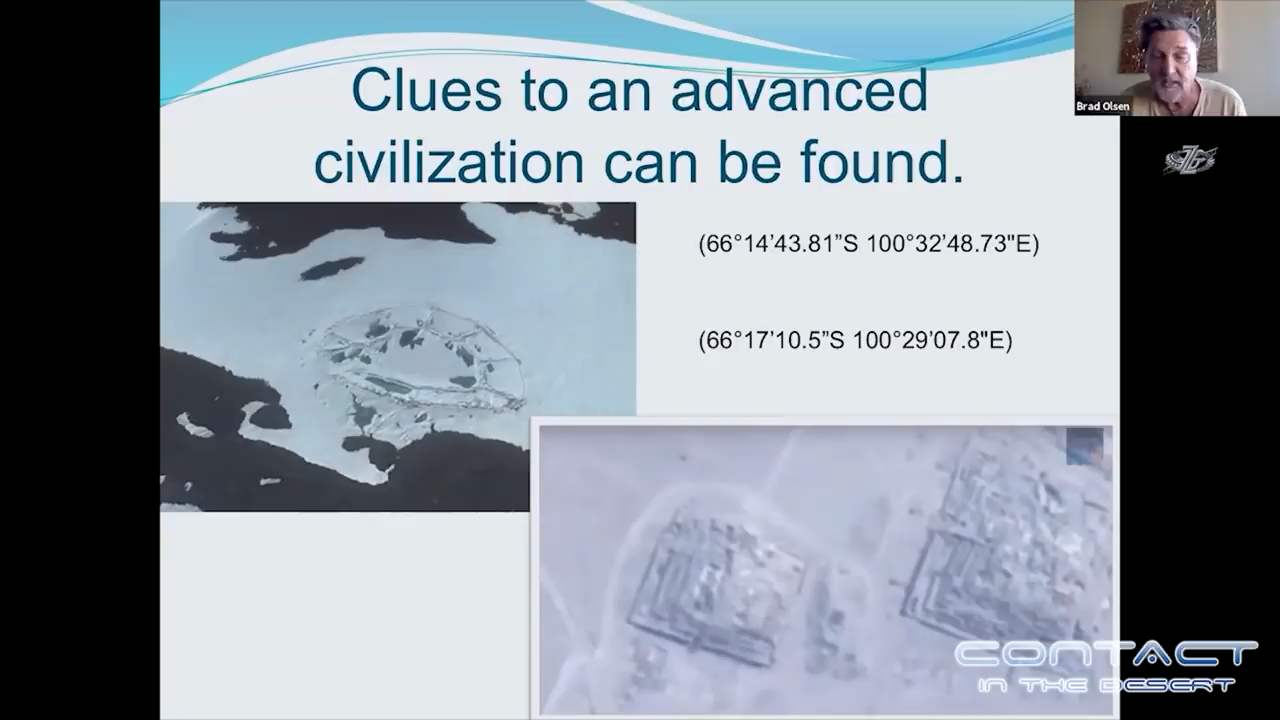 Clues to an advanced
civilization can be found.
Brad Olsen
(66°14’43.81”S 100°32’48.73"E)
(66°17’10.5”S 100°29’07.8"E)
CONTACT
IN THE DESERT